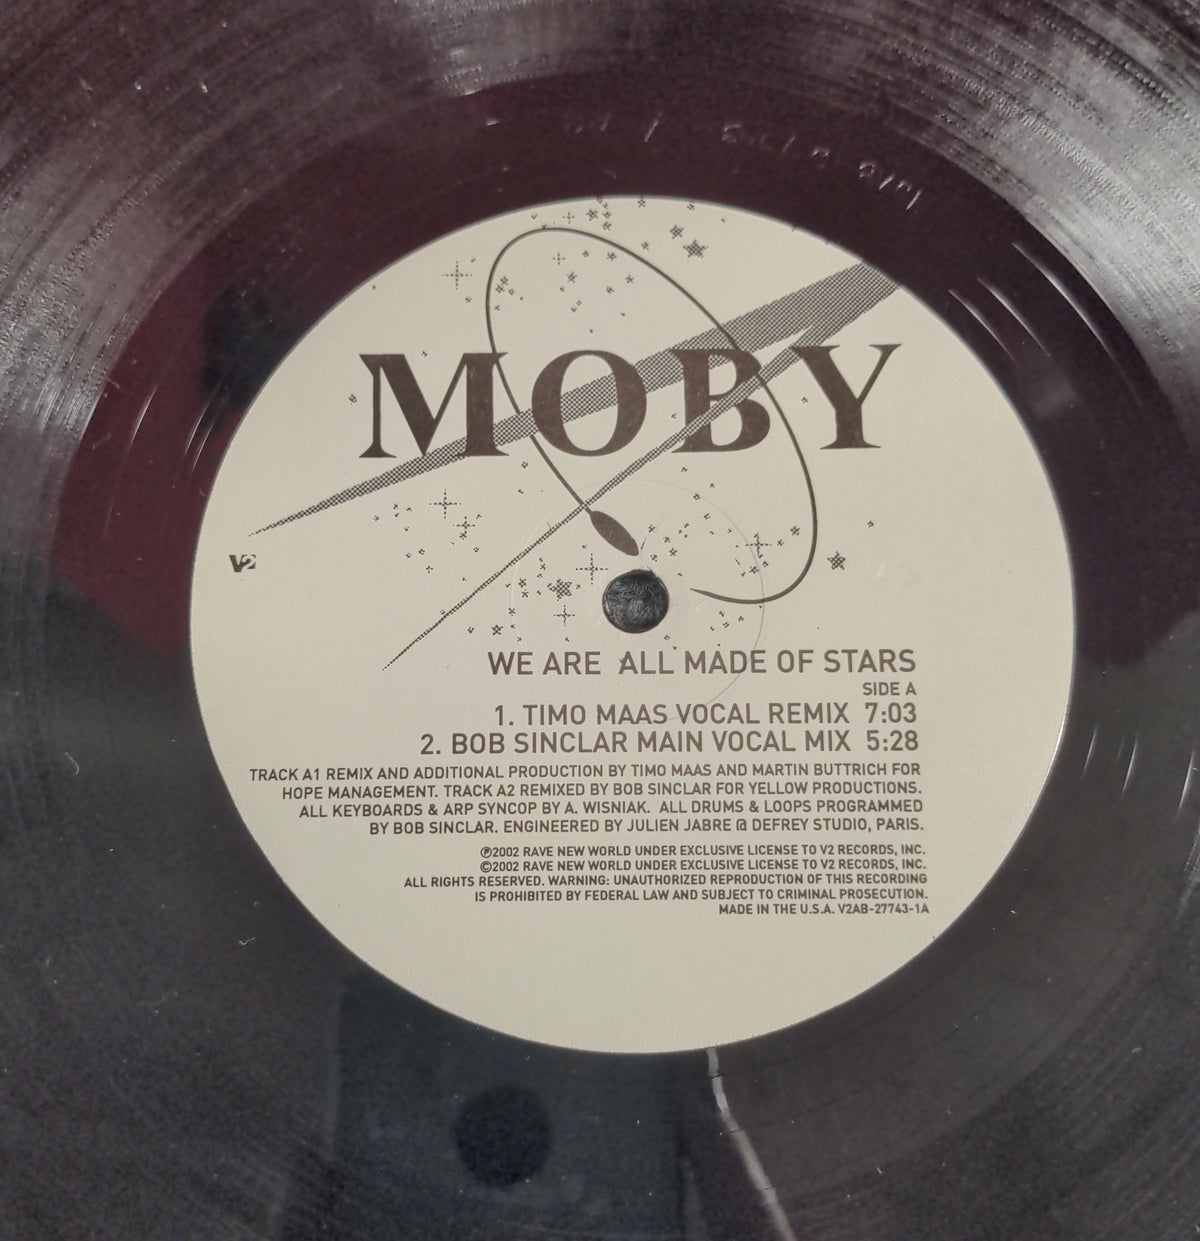 MOBY
V2
WE ARE ALL MADE OF STARS
SIDE A
1. TIMO MAAS VOCAL REMIX 7:03
2. BOB SINCLAR MAIN VOCAL MIX 5:28
TRACK A1 REMIX AND ADDITIONAL PRODUCTION BY TIMO MAAS AND MARTIN BUTTRICH FOR
HOPE MANAGEMENT. TRACK A2 REMIXED BY BOB SINCLAR FOR YELLOW PRODUCTIONS.
ALL KEYBOARDS & ARP SYNCOP BY A. WISNIAK. ALL DRUMS & LOOPS PROGRAMMED
BY BOB SINCLAR. ENGINEERED BY JULIEN JABRE @ DEFREY STUDIO, PARIS.
℗2002 RAVE NEW WORLD UNDER EXCLUSIVE LICENSE TO V2 RECORDS, INC.
©2002 RAVE NEW WORLD UNDER EXCLUSIVE LICENSE TO V2 RECORDS, INC.
ALL RIGHTS RESERVED. WARNING: UNAUTHORIZED REPRODUCTION OF THIS RECORDING
IS PROHIBITED BY FEDERAL LAW AND SUBJECT TO CRIMINAL PROSECUTION.
MADE IN THE U.S.A. V2AB-27743-1A